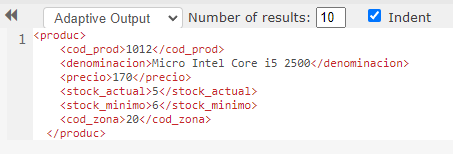 Adaptive Output Number of results: 10 Indent
1 <produc>
<cod_prod>1012</cod_prod>
<denominacion>Micro Intel Core i5 2500</denominacion>
<precio>170</precio>
<stock_actual>5</stock_actual>
<stock_minimo>6</stock_minimo>
<cod_zona>20</cod_zona>
</produc>